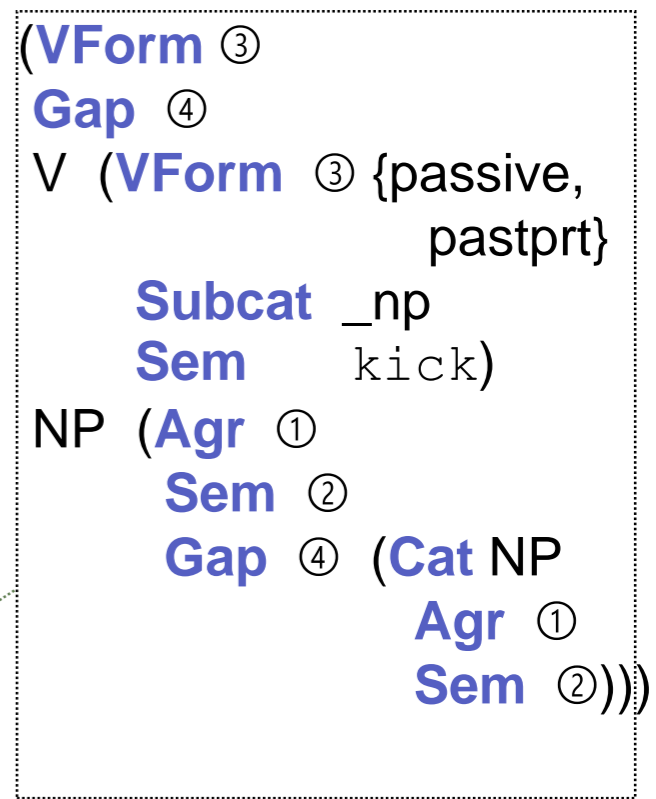 (VForm ③
Gap ④
V (VForm ③ {passive,
pastprt}
Subcat _np
Sem kick)
NP (Agr ①
Sem ②
Gap ④ (Cat NP
Agr ①
Sem ②)))